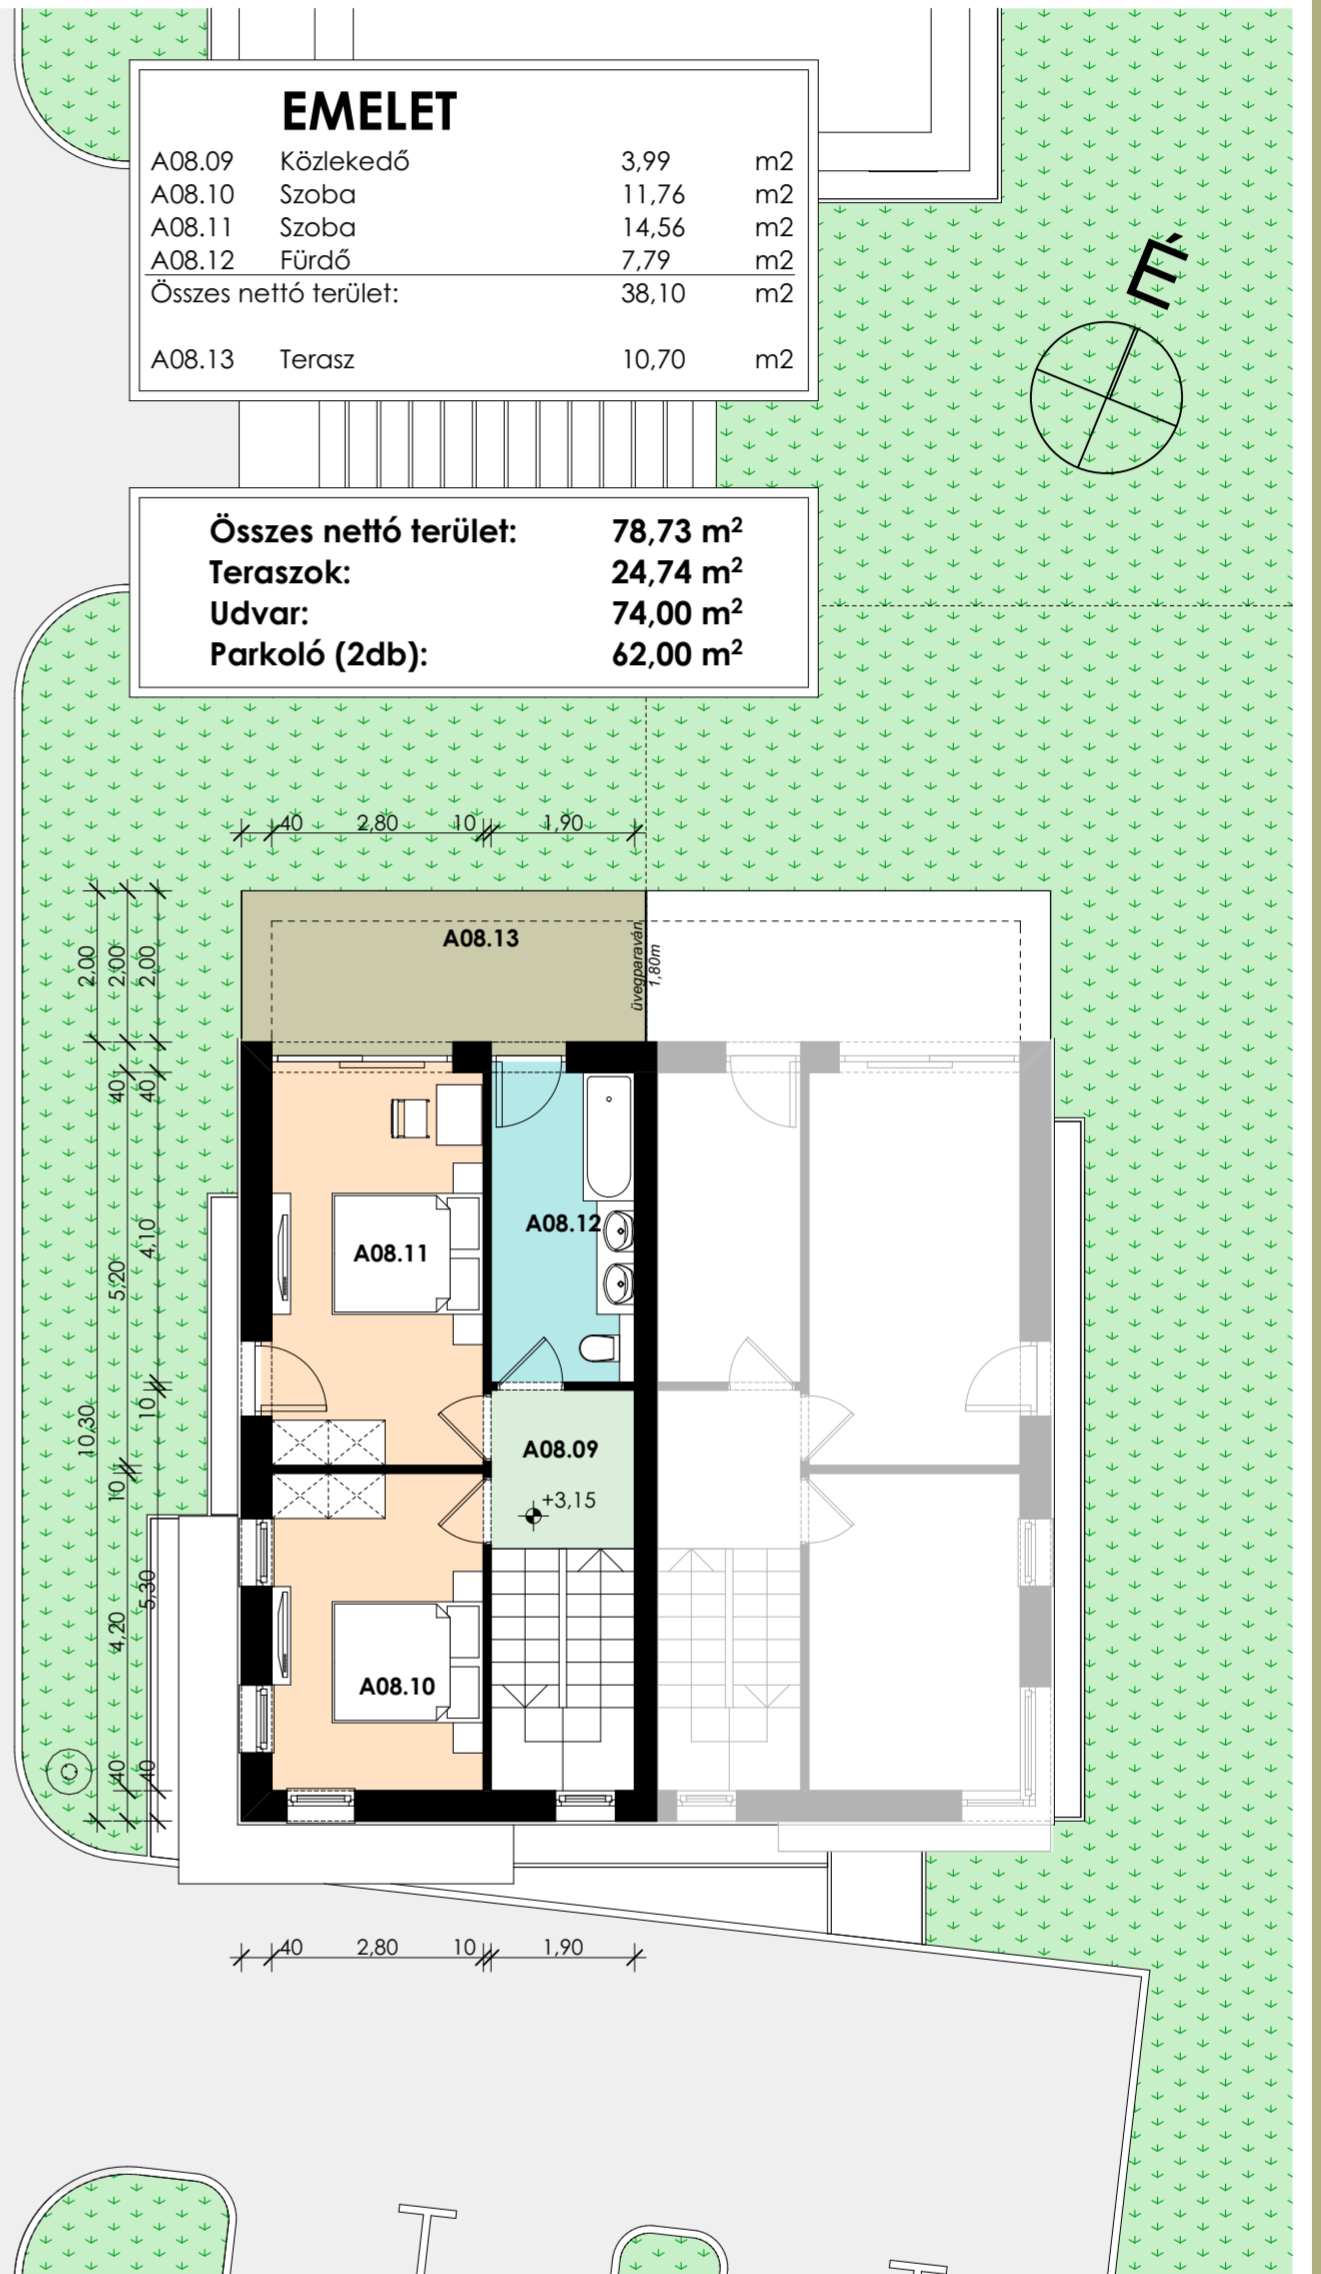 EMELET
A08.09 Közlekedő 3,99 m2
A08.10 Szoba 11,76 m2
A08.11 Szoba 14,56 m2
A08.12 Fürdő 7,79 m2
Összes nettó terület: 38,10 m2
A08.13 Terasz 10,70 m2
É
Összes nettó terület: 78,73 m²
Teraszok: 24,74 m²
Udvar: 74,00 m²
Parkoló (2db): 62,00 m²
40 2,80 10 1,90
A08.13
üvegparaván
1,80m
2,00 2,00 2,00
40 40
A08.12
A08.11
4,10
5,20
10,30
10
10
A08.09
+3,15
5,30
4,20
A08.10
40 40
40 2,80 10 1,90